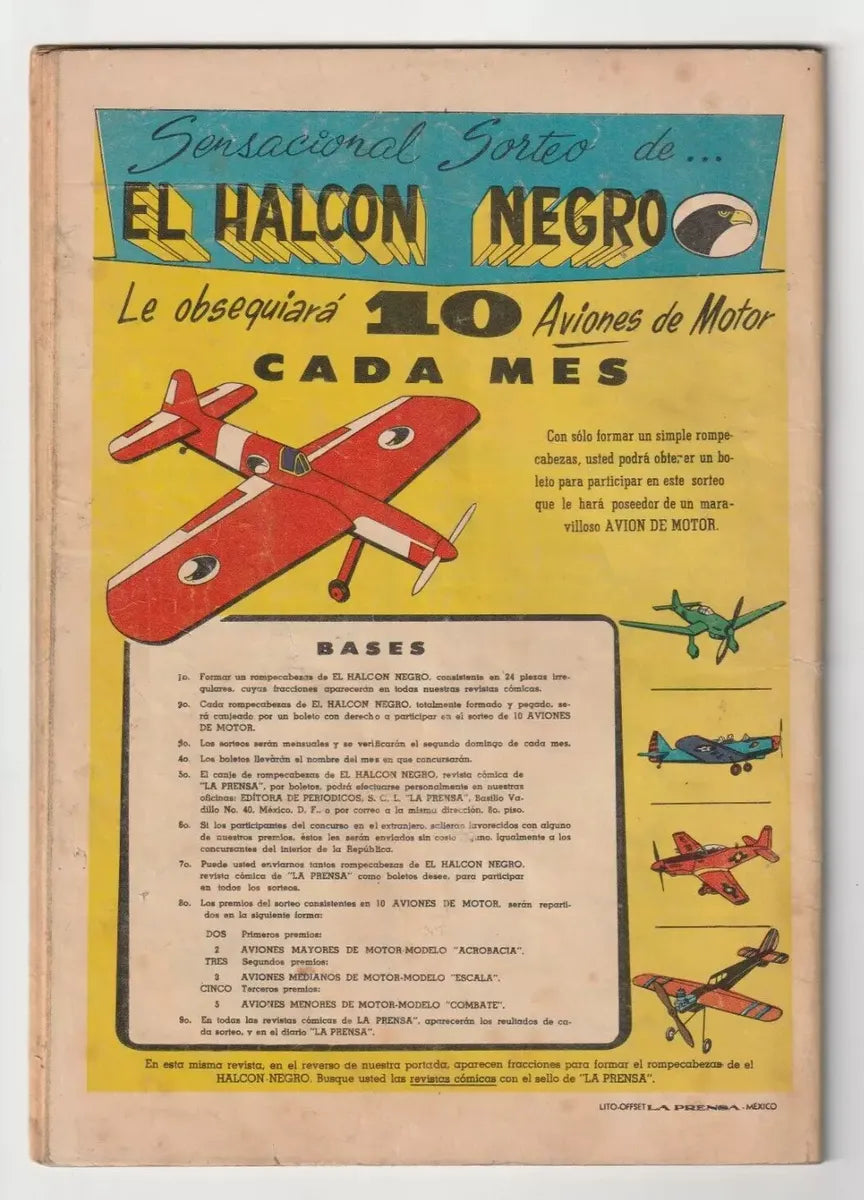 Sensacional Sorteo de...
EL HALCON NEGRO
Le obsequiará 10 Aviones de Motor
CADA MES
Con sólo formar un simple rompe-
cabezas, usted podrá obtener un bo-
leto para participar en este sorteo
que le hará poseedor de un mara-
villoso AVION DE MOTOR.
BASES
1o. Formar un rompecabezas de EL HALCON NEGRO, consistente en 24 piezas irre-
gulares, cuyas fracciones aparecerán en todas nuestras revistas cómicas.
2o. Cada rompecabezas de EL HALCON NEGRO, totalmente formado y pegado, se-
rá canjeado por un boleto con derecho a participar en el sorteo de 10 AVIONES
DE MOTOR.
3o. Los sorteos serán mensuales y se verificarán el segundo domingo de cada mes.
4o. Los boletos llevarán el nombre del mes en que concursarán.
5o. El canje de rompecabezas de EL HALCON NEGRO, revista cómica de
"LA PRENSA", por boletos, podrá efectuarse personalmente en nuestras
oficinas: EDITORA DE PERIODICOS, S. C. L. "LA PRENSA", Basilio Va-
dillo No. 40, México, D. F., o por correo a la misma dirección, 8o. piso.
6o. Si los participantes del concurso en el extranjero, salieran favorecidos con alguno
de nuestros premios, éstos les serán enviados sin costo igualmente a los
concursantes del interior de la República.
7o. Puede usted enviarnos tantos rompecabezas de EL HALCON NEGRO,
revista cómica de "LA PRENSA" como boletos desee, para participar
en todos los sorteos.
8o. Los premios del sorteo consistentes en 10 AVIONES DE MOTOR, serán reparti-
dos en la siguiente forma:
DOS Primeros premios:
2 AVIONES MAYORES DE MOTOR-MODELO "ACROBACIA".
TRES Segundos premios:
3 AVIONES MEDIANOS DE MOTOR-MODELO "ESCALA".
CINCO Terceros premios:
5 AVIONES MENORES DE MOTOR-MODELO "COMBATE".
9o. En todas las revistas cómicas de LA PRENSA", aparecerán los reultados de ca-
da sorteo, y en el diario "LA PRENSA".
En esta misma revista, en el reverso de nuestra portada, aparecen fracciones para formar el rompecabezas de el
HALCON-NEGRO. Busque usted las revistas cómicas con el sello de "LA PRENSA".
LITO-OFFSET LA PRENSA - MEXICO